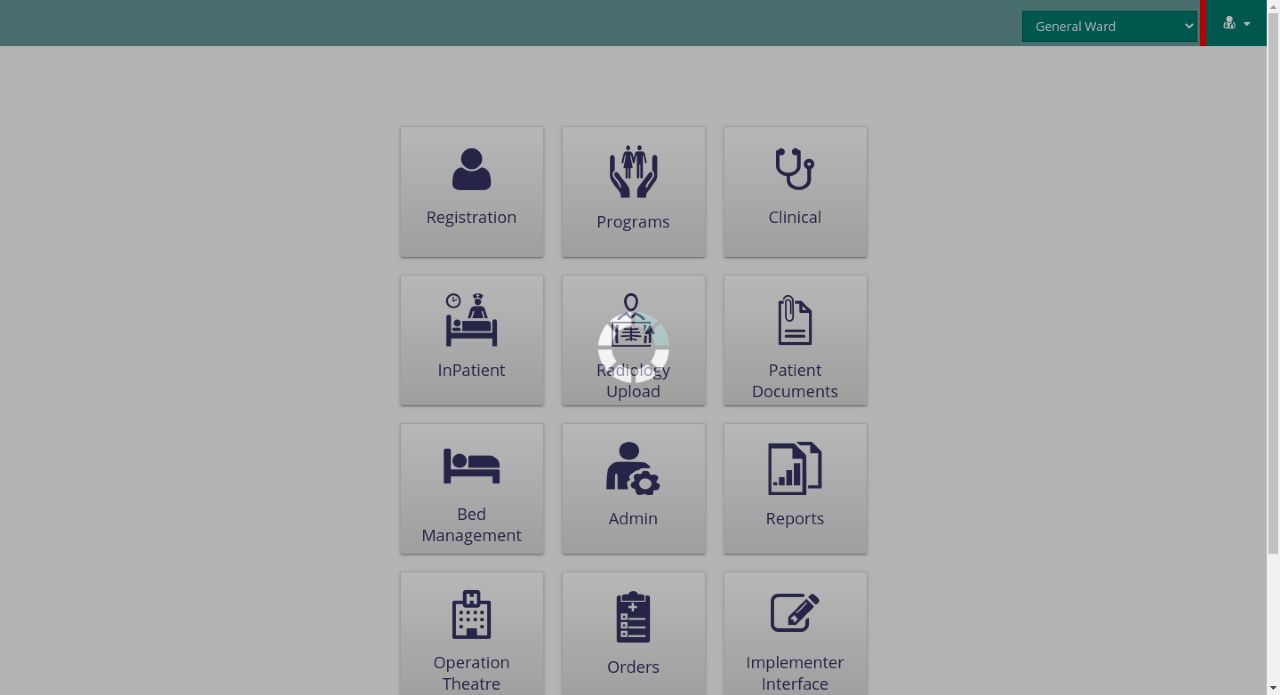 General Ward
Registration
Programs
Clinical
InPatient
Radiology
Upload
Patient
Documents
Bed
Management
Admin
Reports
Operation
Theatre
Orders
Implementer
Interface